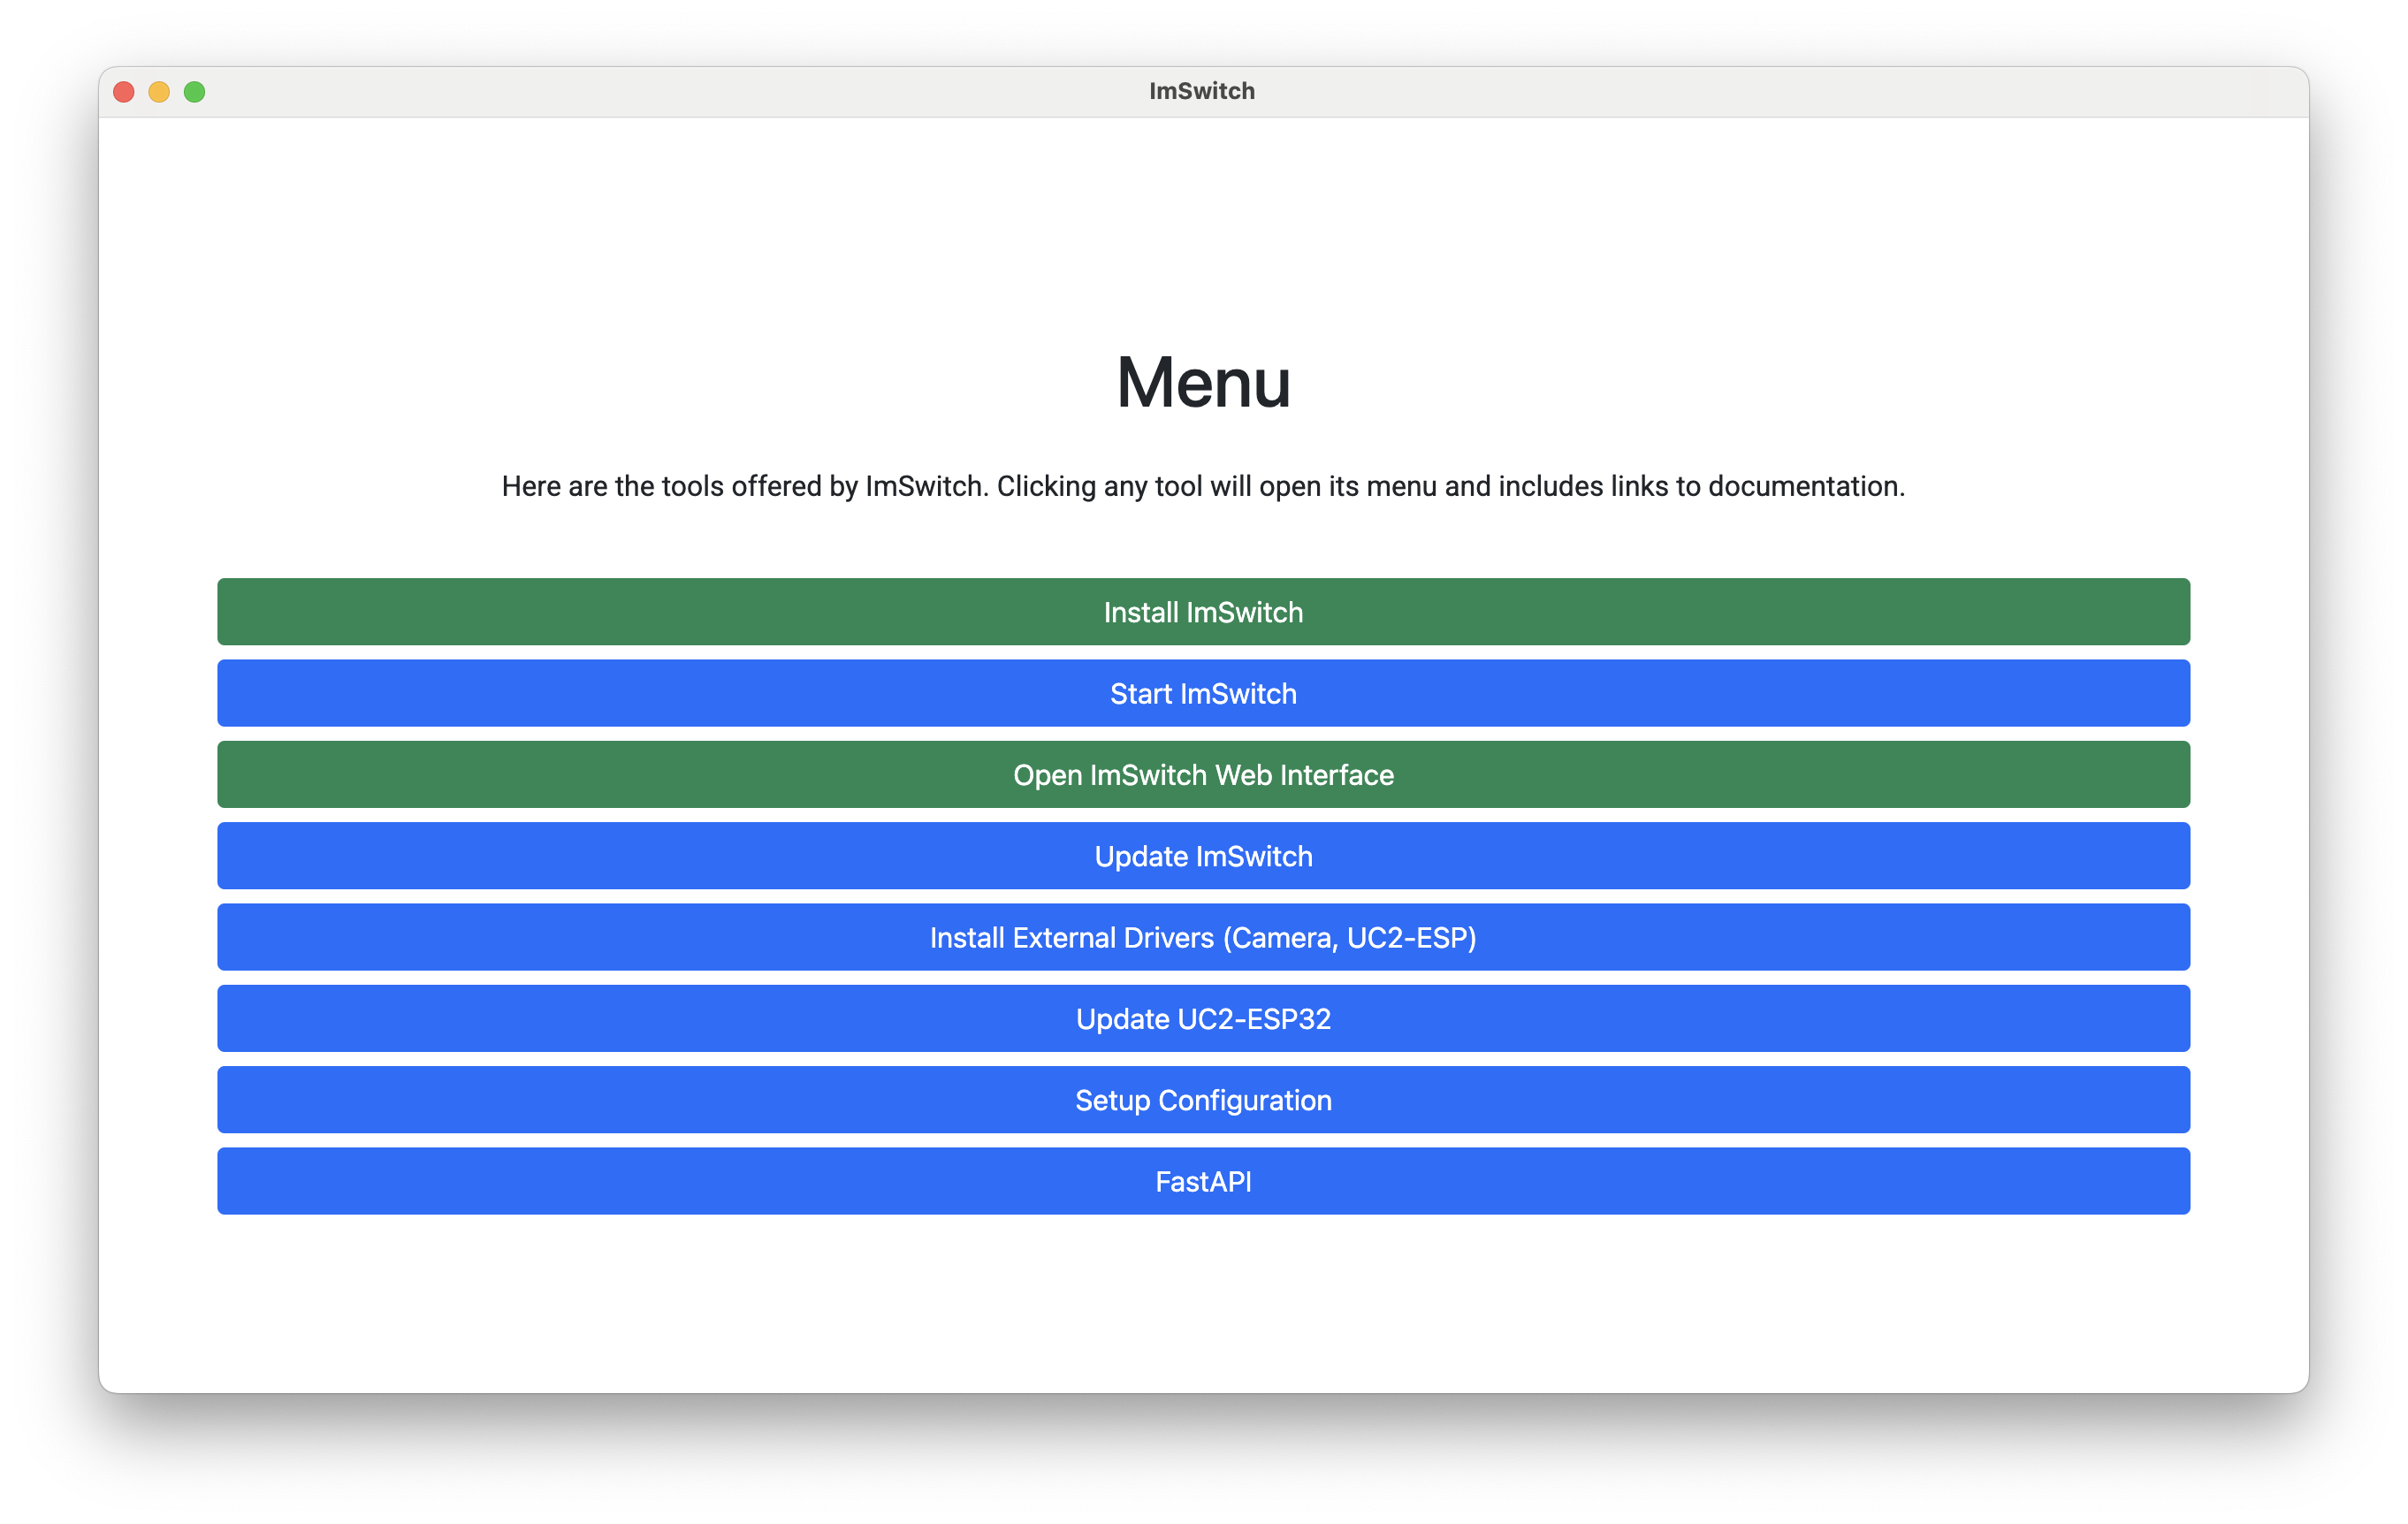 ImSwitch
Menu
Here are the tools offered by ImSwitch. Clicking any tool will open its menu and includes links to documentation.
Install ImSwitch
Start ImSwitch
Open ImSwitch Web Interface
Update ImSwitch
Install External Drivers (Camera, UC2-ESP)
Update UC2-ESP32
Setup Configuration
FastAPI